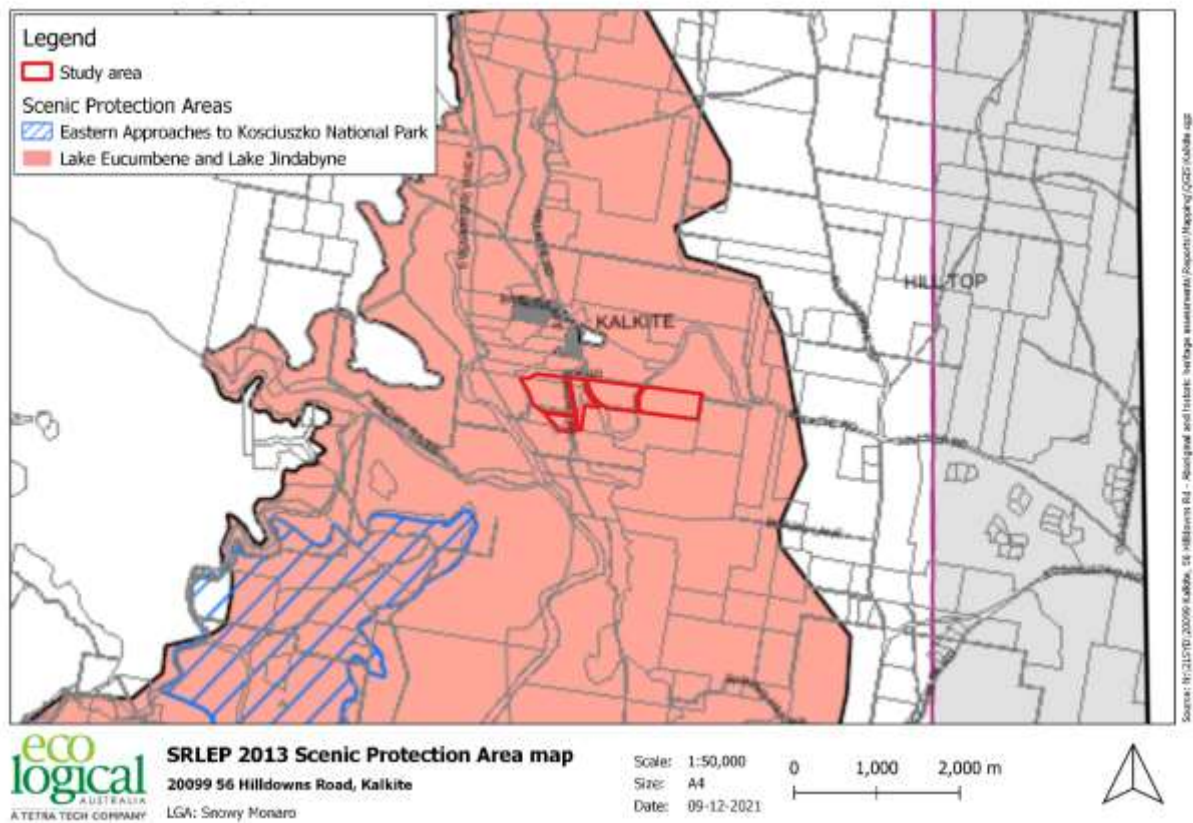 Legend
Study area
Scenic Protection Areas
Eastern Approaches to Kosciuszko National Park
Lake Eucumbene and Lake Jindabyne
HILL TOP
KALKITE
eco
logical
AUSTRALIA
A TETRA TECH COMPANY
SRLEP 2013 Scenic Protection Area map
20099 56 Hilldowns Road, Kalkite
LGA: Snowy Monaro
Scale: 1:50,000
Size: A4
Date: 09-12-2021
0 1,000 2,000 m